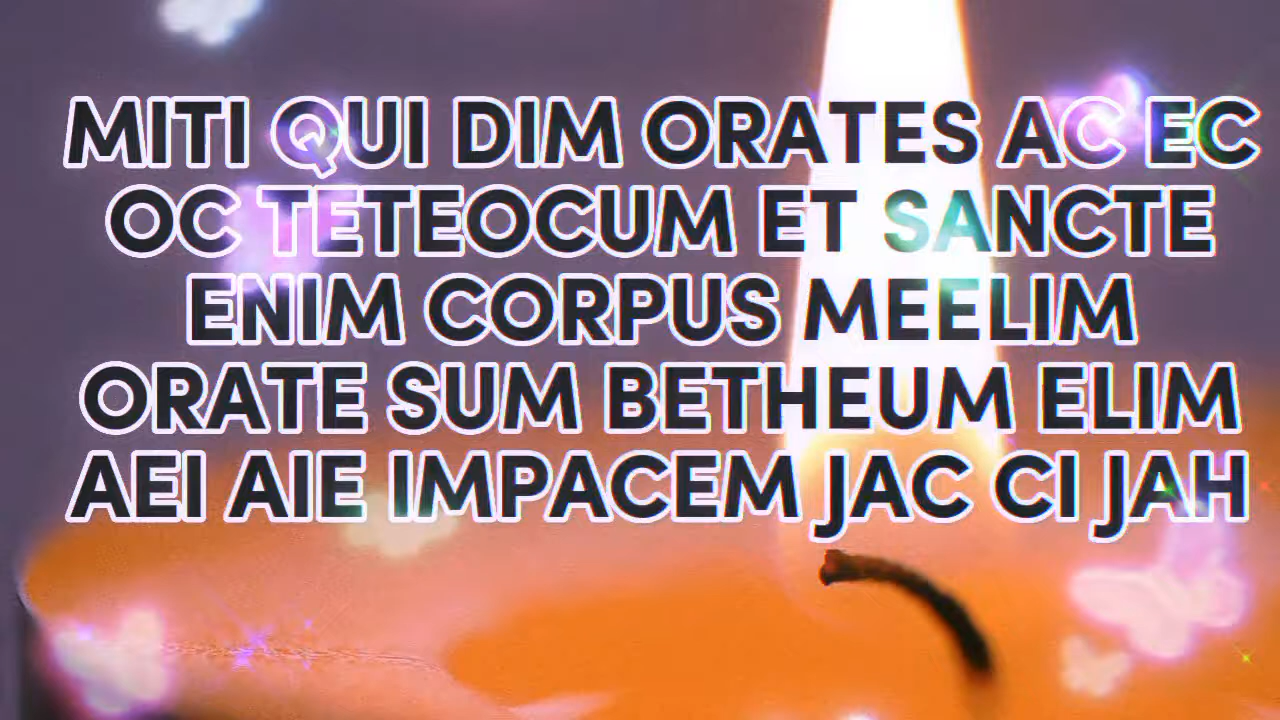 MITI QUI DIM ORATES AC EC
OC TETEOCUM ET SANCTE
ENIM CORPUS MEELIM
ORATE SUM BETHEUM ELIM
AEI AIE IMPACEM JAC CI JAH